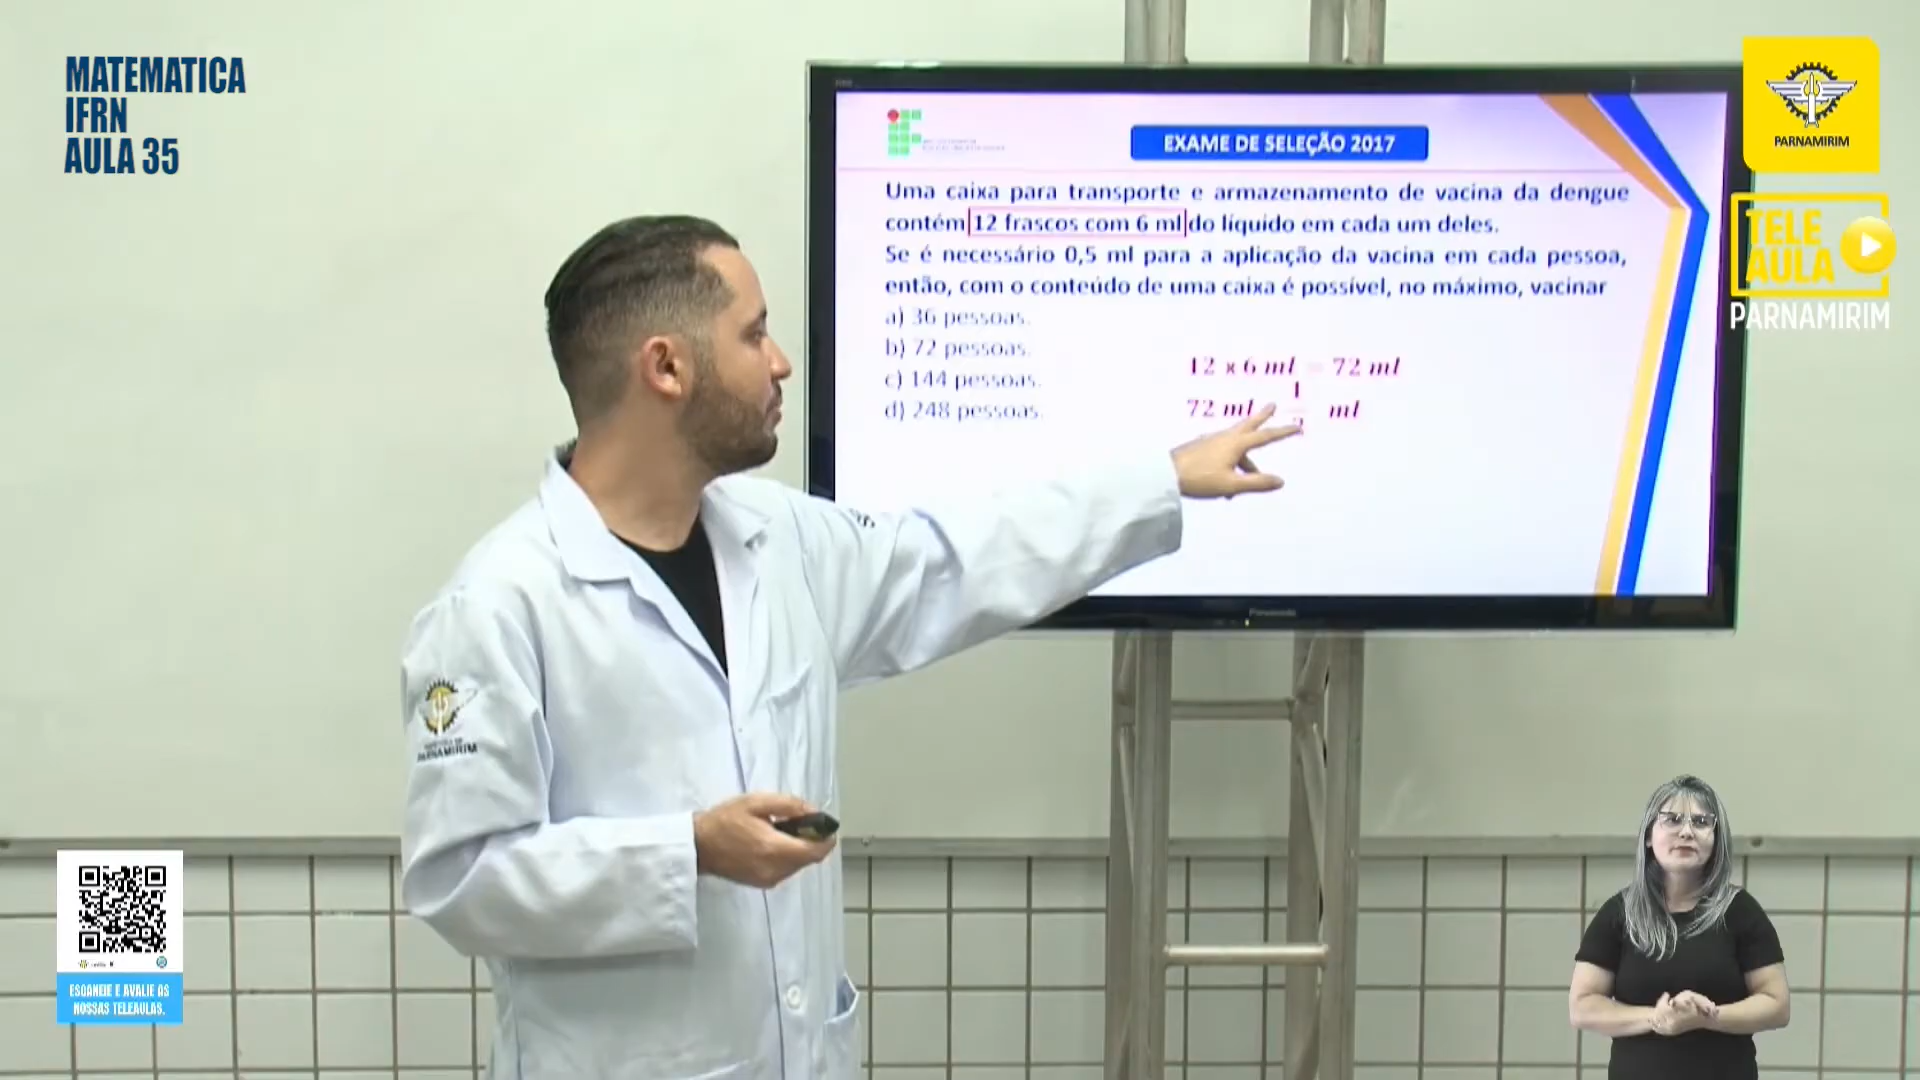 MATEMATICA
IFRN
AULA 35
EXAME DE SELEÇÃO 2017
Uma caixa para transporte e armazenamento de vacina da dengue
contém 12 frascos com 6 ml do líquido em cada um deles.
Se é necessário 0,5 ml para a aplicação da vacina em cada pessoa,
então, com o conteúdo de uma caixa é possível, no máximo, vacinar
a) 36 pessoas.
b) 72 pessoas.
c) 144 pessoas.
d) 248 pessoas.
12 x 6 ml = 72 ml
72 ml 1 ml
2
PARNAMIRIM
TELE
AULA
PARNAMIRIM
PARNAMIRIM
Panasonic
ESCANEIE E AVALIE AS
NOSSAS TELEAULAS.